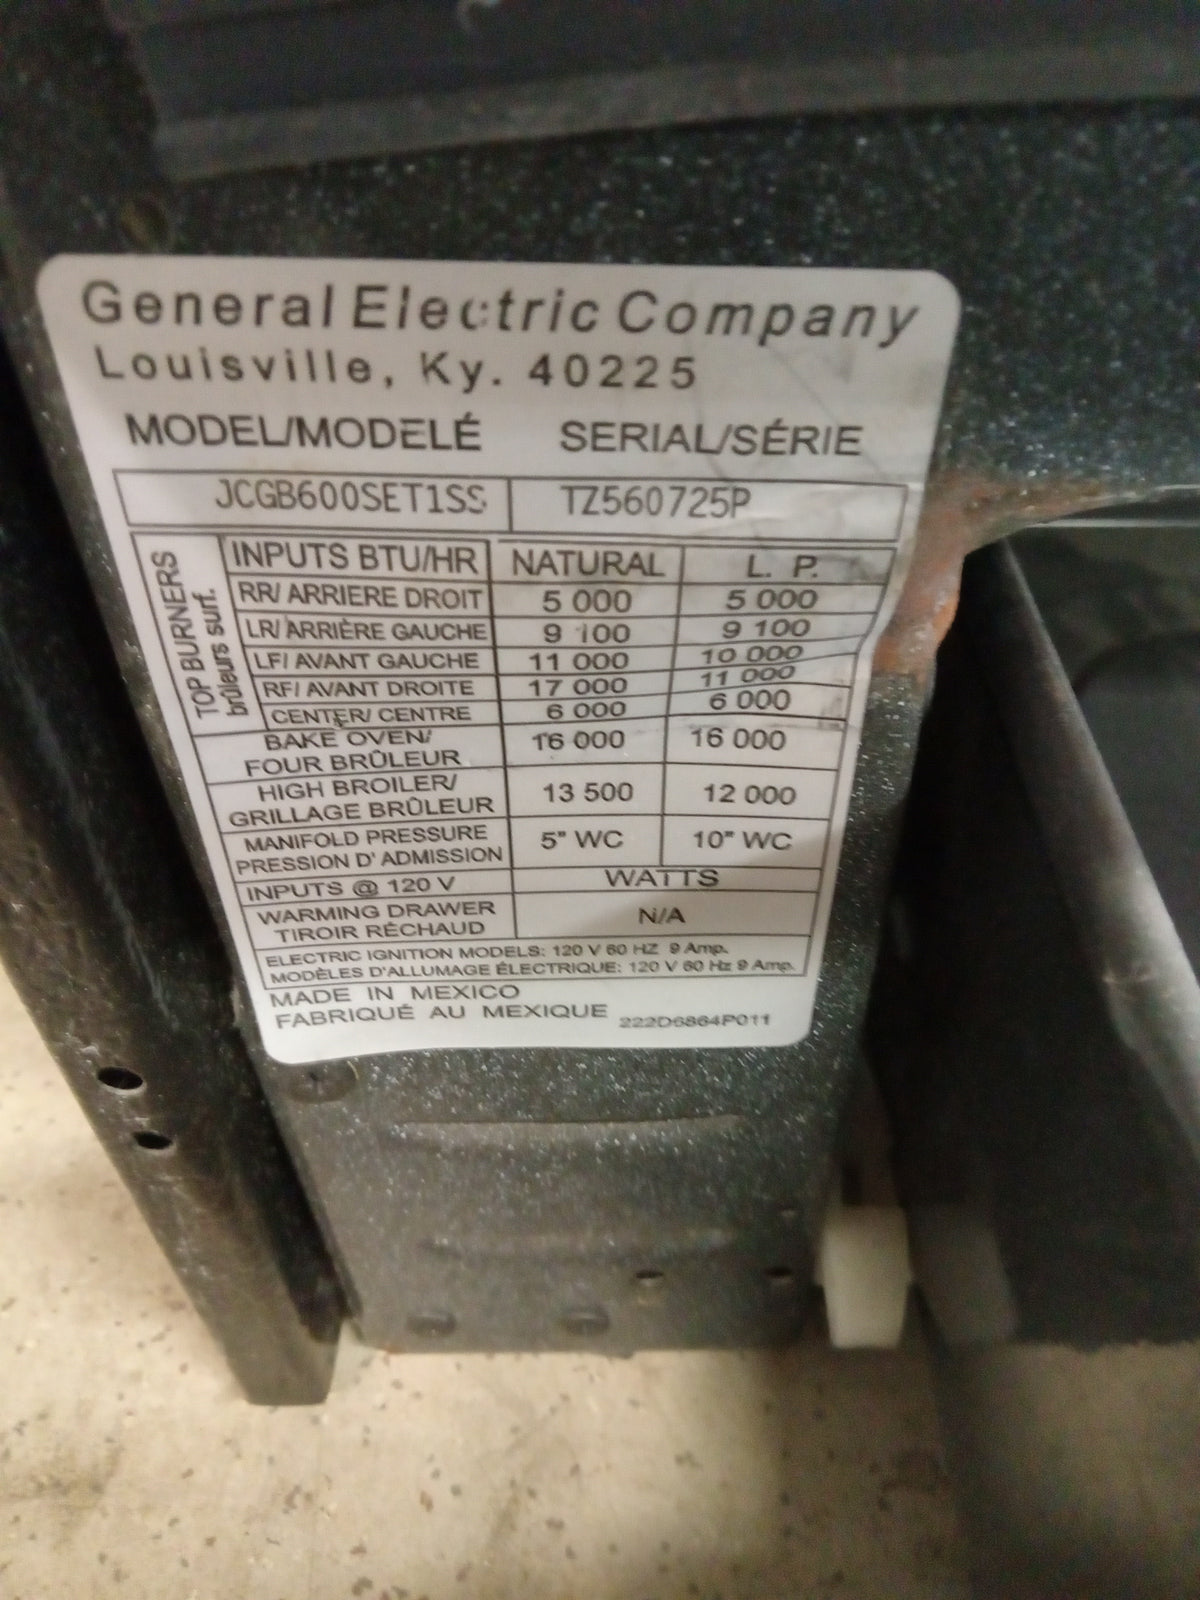 General Electric Company
Louisville, Ky. 40225
MODEL/MODELÉ SERIAL/SÉRIE
JCGB600SET1SS TZ560725P
TOP BURNERS
brûleurs surf.
INPUTS BTU/HR NATURAL L. P.
RR/ ARRIERE DROIT 5 000 5 000
LR/ ARRIÈRE GAUCHE 9 100 9 100
LF/ AVANT GAUCHE 11 000 10 000
RF/ AVANT DROITE 17 000 11 000
CENTER/ CENTRE 6 000 6 000
BAKE OVEN/
FOUR BRÛLEUR 16 000 16 000
HIGH BROILER/
GRILLAGE BRÛLEUR 13 500 12 000
MANIFOLD PRESSURE
PRESSION D' ADMISSION 5" WC 10" WC
INPUTS @ 120 V WATTS
WARMING DRAWER
TIROIR RÉCHAUD N/A
ELECTRIC IGNITION MODELS: 120 V 60 HZ 9 Amp.
MODÈLES D'ALLUMAGE ÉLECTRIQUE: 120 V 60 Hz 9 Amp.
MADE IN MEXICO
FABRIQUÉ AU MEXIQUE 222D6864P011